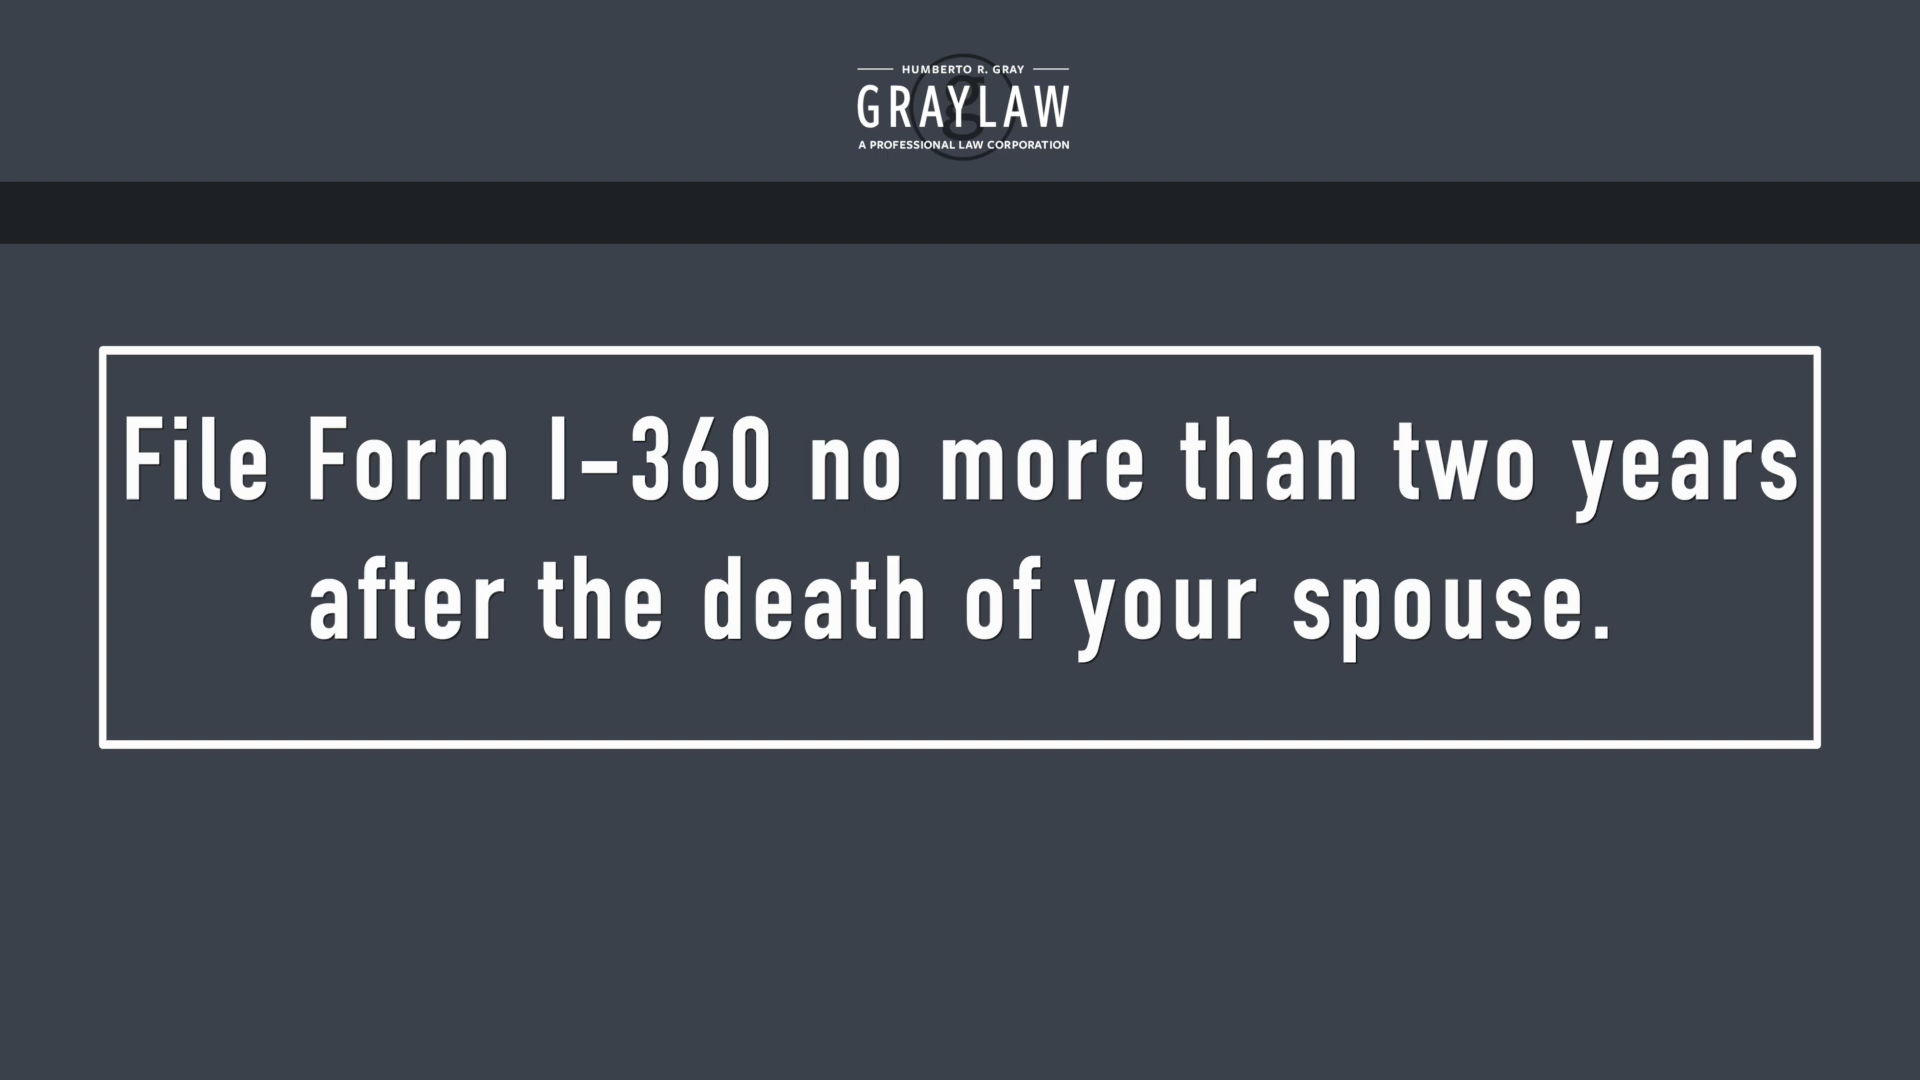 HUMBERTO R. GRAY
GRAYLAW
A PROFESSIONAL LAW CORPORATION
File Form I-360 no more than two years
after the death of your spouse.